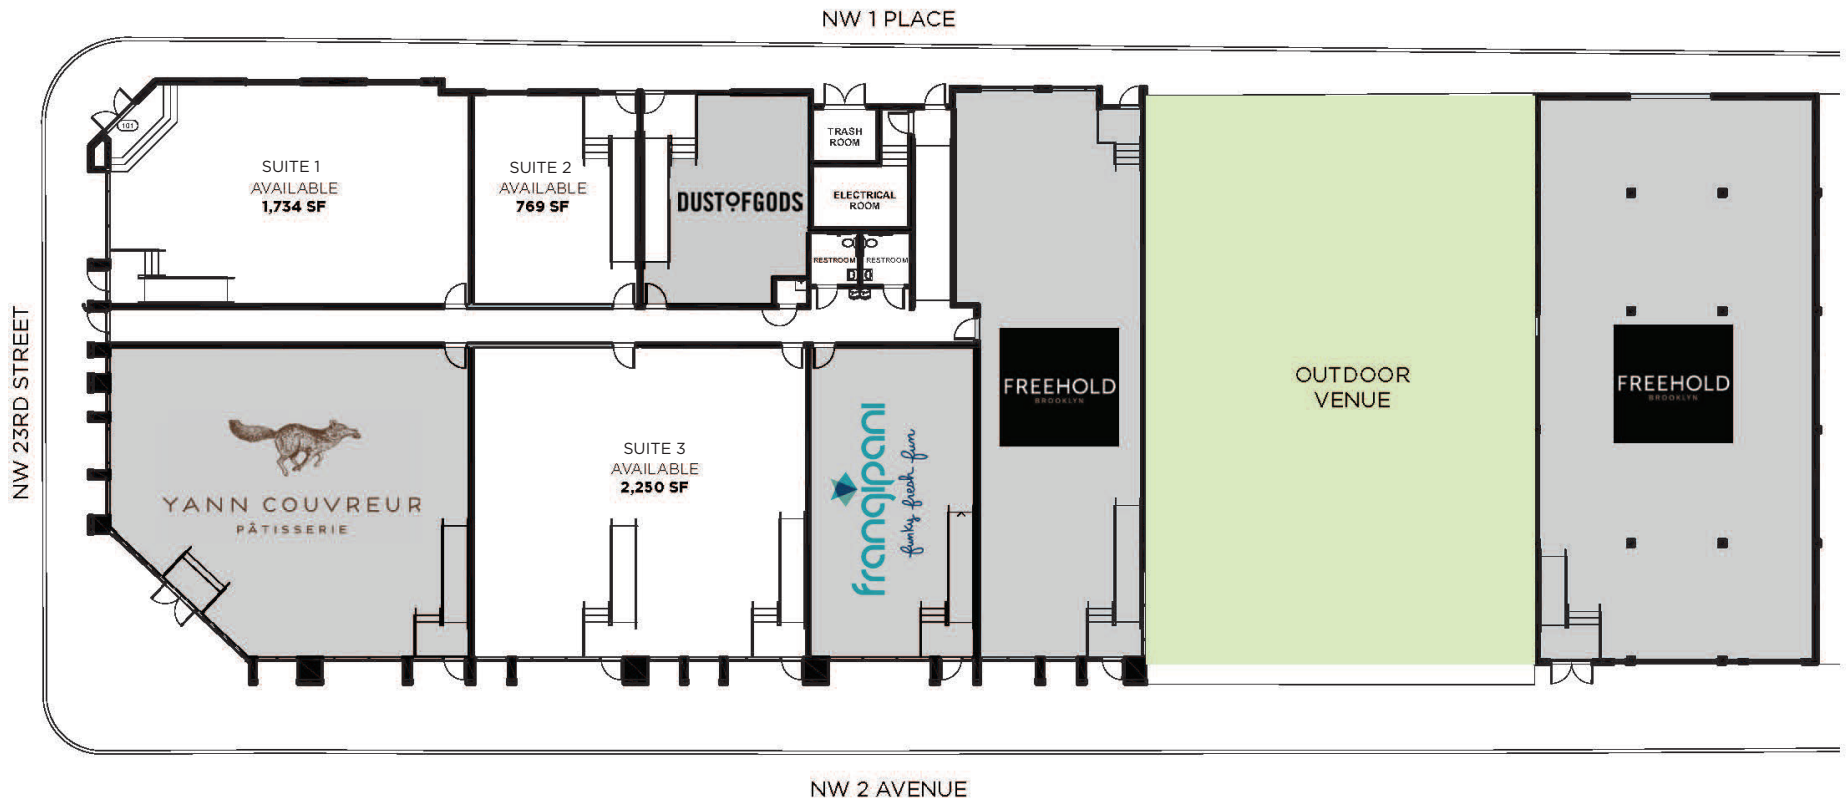 NW 1 PLACE
101
TRASH
ROOM
SUITE 1
AVAILABLE
1,734 SF
SUITE 2
AVAILABLE
769 SF
DUSTOFGODS
ELECTRICAL
ROOM
RESTROOM
RESTROOM
NW 23RD STREET
YANN COUVREUR
PÂTISSERIE
SUITE 3
AVAILABLE
2,250 SF
frangipani
funky fresh fun
FREEHOLD
BROOKLYN
OUTDOOR
VENUE
FREEHOLD
BROOKLYN
NW 2 AVENUE